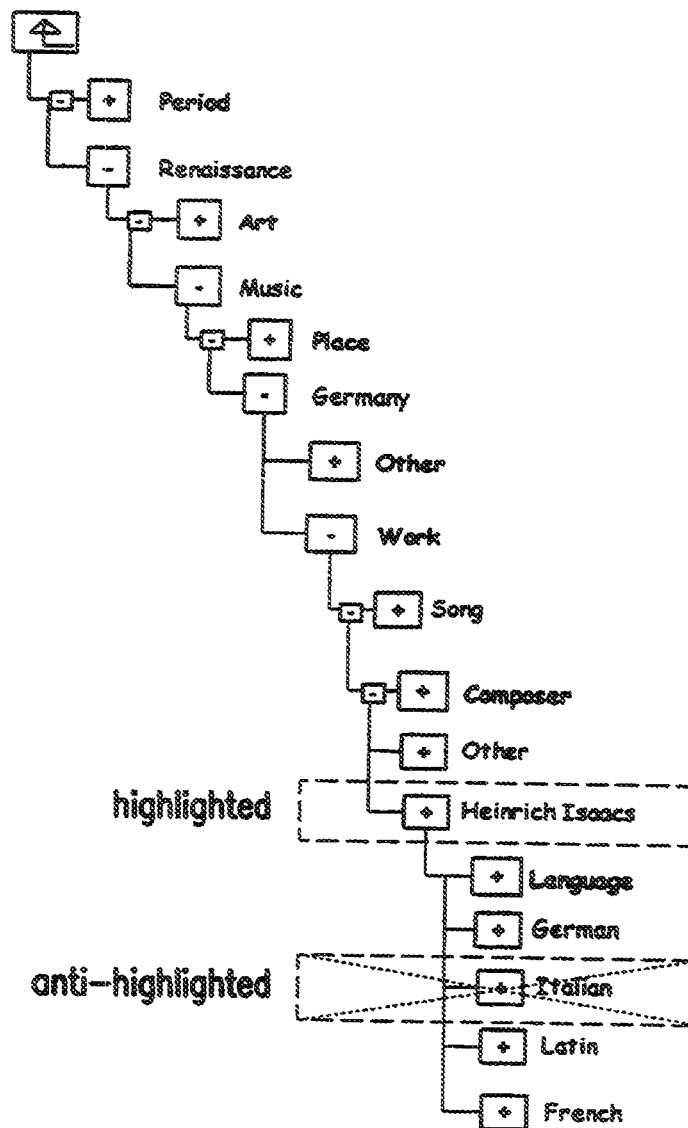 Period
Renaissance
Art
Music
Place
Germany
Other
Work
Song
Composer
Other
highlighted Heinrich Isaacs
Language
German
anti-highlighted Italian
Latin
French